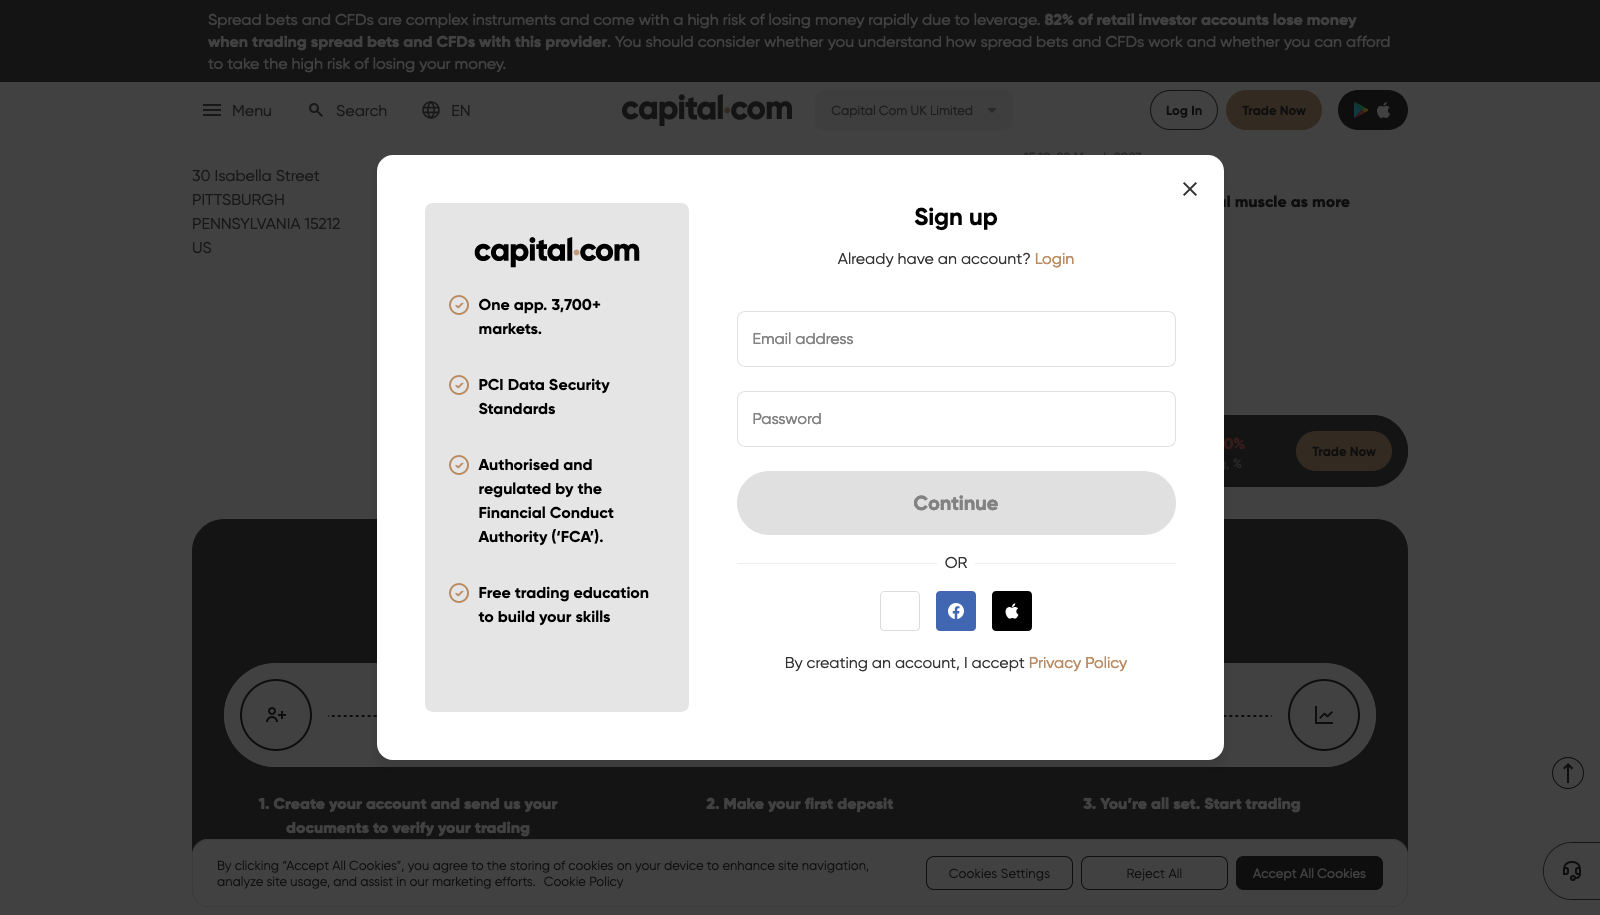 Spread bets and CFDs are complex instruments and come with a high risk of losing money rapidly due to leverage. 82% of retail investor accounts lose money
when trading spread bets and CFDs with this provider. You should consider whether you understand how spread bets and CFDs work and whether you can afford
to take the high risk of losing your money.
Menu
Search
EN
capital.com
Capital Com UK Limited
Log In
Trade Now
30 Isabella Street
PITTSBURGH
PENNSYLVANIA 15212
US
muscle as more
capital.com
One app. 3,700+
markets.
PCI Data Security
Standards
Authorised and
regulated by the
Financial Conduct
Authority (‘FCA’).
Free trading education
to build your skills
Sign up
Already have an account? Login
Email address
Password
Continue
OR
By creating an account, I accept Privacy Policy
0%
%
Trade Now
1. Create your account and send us your
documents to verify your trading
2. Make your first deposit
3. You’re all set. Start trading
By clicking “Accept All Cookies”, you agree to the storing of cookies on your device to enhance site navigation,
analyze site usage, and assist in our marketing efforts. Cookie Policy
Cookies Settings
Reject All
Accept All Cookies